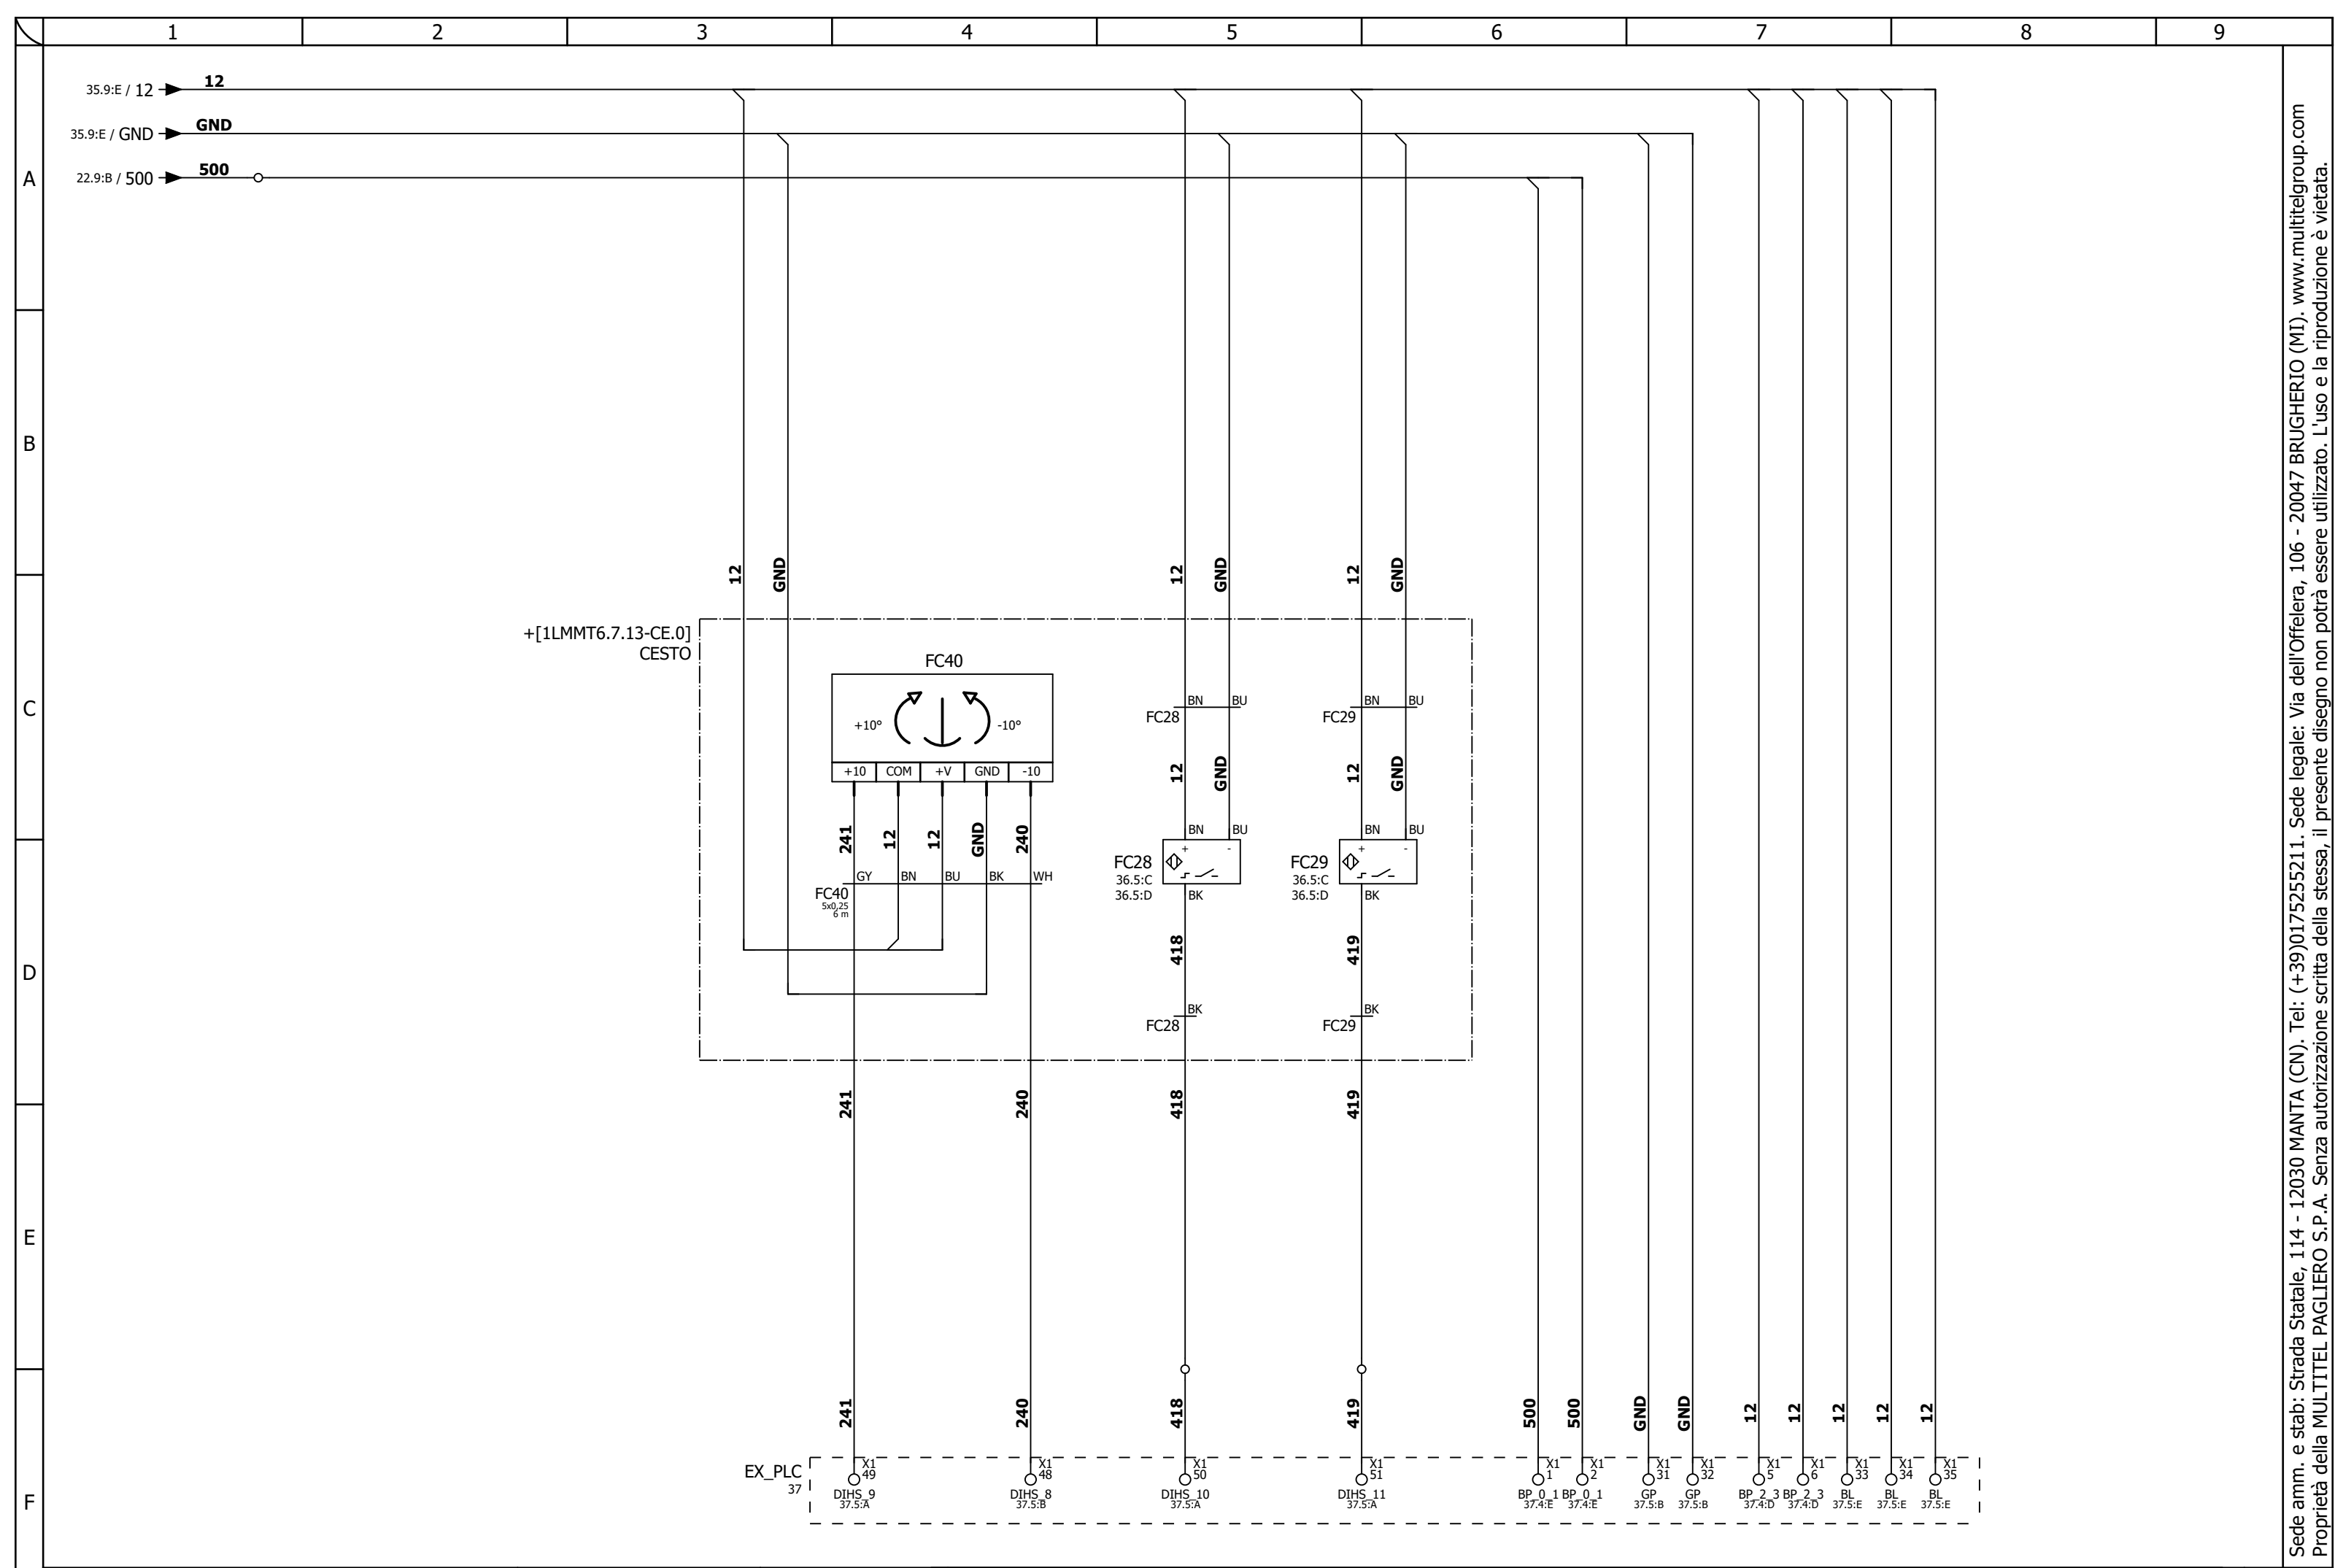 1 2 3 4 5 6 7 8 9
35.9:E / 12 12
35.9:E / GND GND
22.9:B / 500 500
A
B
C
D
E
F
12 GND 12 GND 12 GND
+[1LMMT6.7.13-CE.0]
CESTO
FC40
+10° -10°
+10 COM +V GND -10
241 12 12 GND 240
GY BN BU BK WH
FC40
5x0,25
6 m
BN BU
FC28
12 GND
BN BU
+ -
FC28
36.5:C
36.5:D
BK
418
BK
FC28
BN BU
FC29
12 GND
BN BU
+ -
FC29
36.5:C
36.5:D
BK
419
BK
FC29
241 240 418 419
241 240 418 419 500 500 GND GND 12 12 12 12 12
EX_PLC
37
X1 X1 X1 X1 X1 X1 X1 X1 X1 X1 X1 X1 X1
49 48 50 51 1 2 31 32 5 6 33 34 35
DIHS_9 DIHS_8 DIHS_10 DIHS_11 BP_0_1 BP_0_1 GP GP BP_2_3 BP_2_3 BL BL BL
37.5:A 37.5:B 37.5:A 37.5:A 37.4:E 37.4:E 37.5:B 37.5:B 37.4:D 37.4:D 37.5:E 37.5:E 37.5:E
Sede amm. e stab: Strada Statale, 114 - 12030 MANTA (CN). Tel: (+39)0175255211. Sede legale: Via dell'Offelera, 106 - 20047 BRUGHERIO (MI). www.multitelgroup.com
Proprietà della MULTITEL PAGLIERO S.P.A. Senza autorizzazione scritta della stessa, il presente disegno non potrà essere utilizzato. L'uso e la riproduzione è vietata.